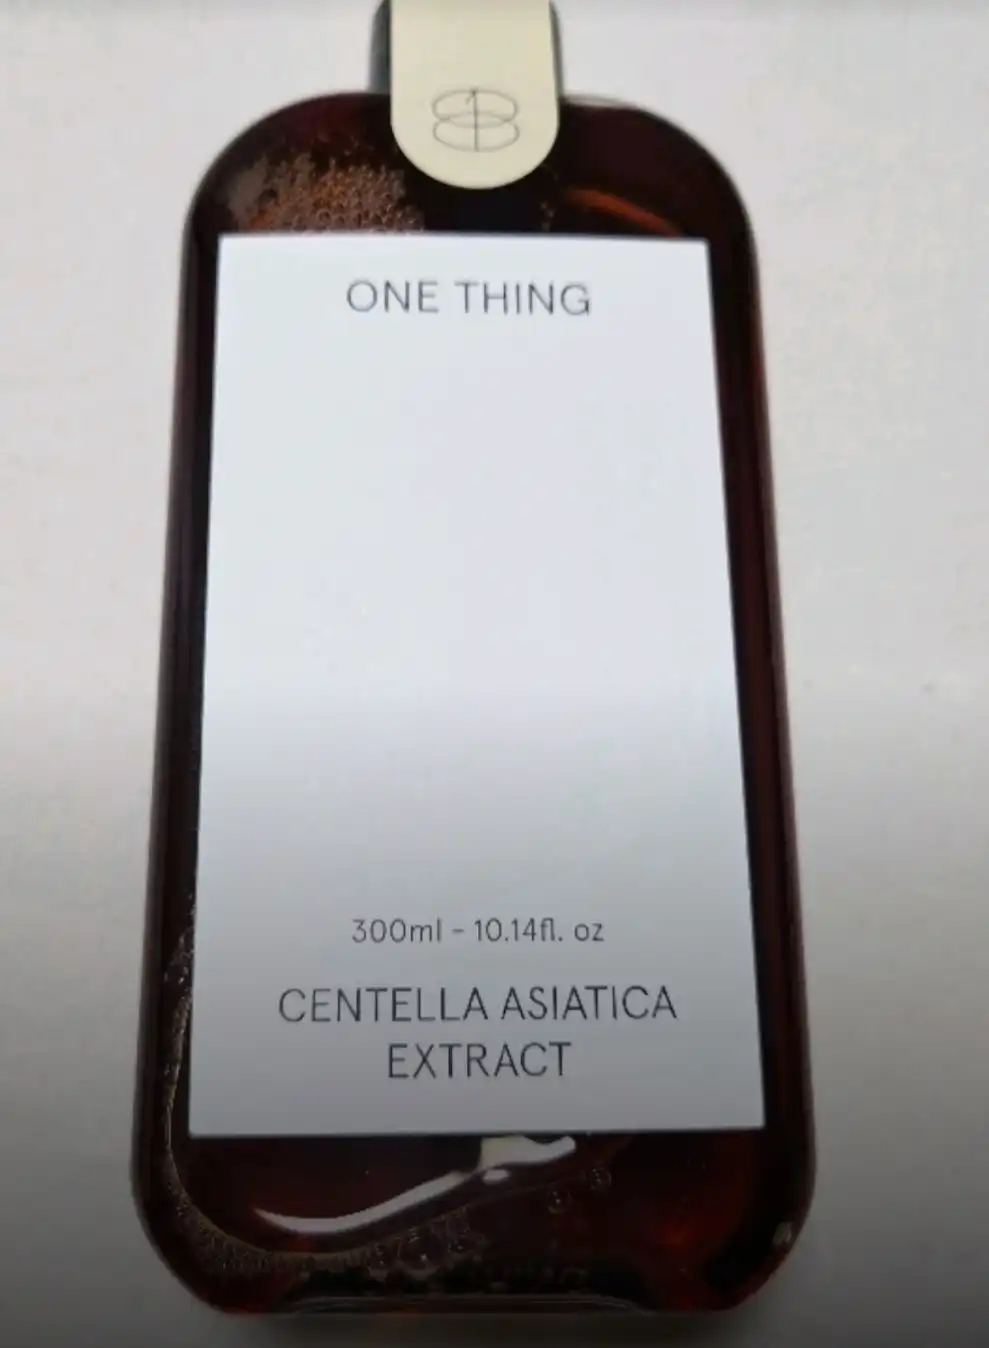 ONE THING
300ml - 10.14fl. oz
CENTELLA ASIATICA
EXTRACT